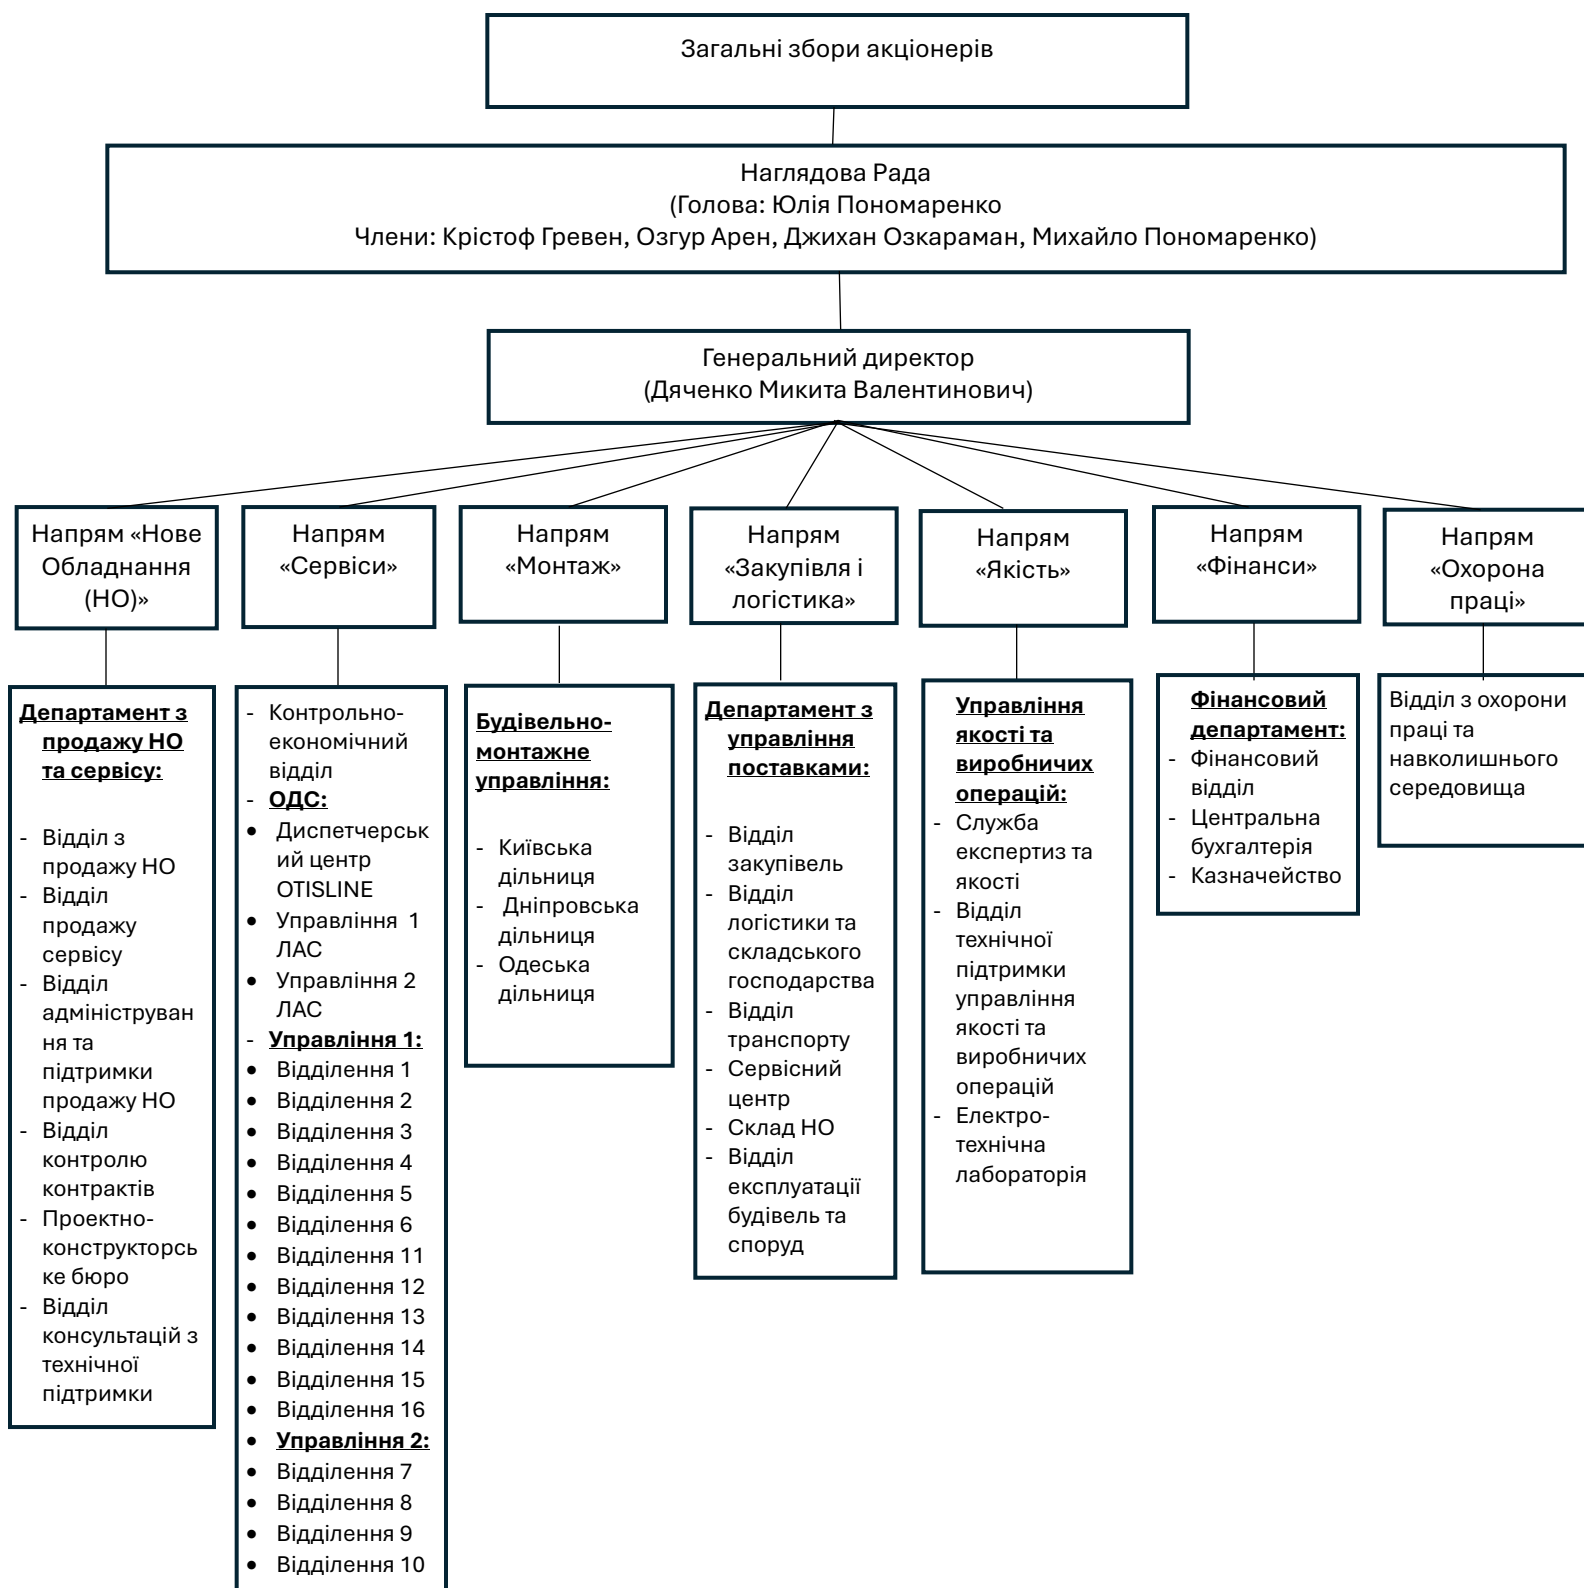 Загальні збори акціонерів
Наглядова Рада
(Голова: Юлія Пономаренко
Члени: Крістоф Гревен, Озгур Арен, Джихан Озкараман, Михайло Пономаренко)
Генеральний директор
(Дяченко Микита Валентинович)
Напрям «Нове
Обладнання
(НО)»
Напрям
«Сервіси»
Напрям
«Монтаж»
Напрям
«Закупівля і
логістика»
Напрям
«Якість»
Напрям
«Фінанси»
Напрям
«Охорона
праці»
Департамент з
продажу НО
та сервісу:
- Відділ з
продажу НО
- Відділ
продажу
сервісу
- Відділ
адмініструван
ня та
підтримки
продажу НО
- Відділ
контролю
контрактів
- Проектно-
конструкторсь
ке бюро
- Відділ
консультацій з
технічної
підтримки
- Контрольно-
економічний
відділ
- ОДС:
• Диспетчерськ
ий центр
OTISLINE
• Управління 1
ЛАС
• Управління 2
ЛАС
- Управління 1:
• Відділення 1
• Відділення 2
• Відділення 3
• Відділення 4
• Відділення 5
• Відділення 6
• Відділення 11
• Відділення 12
• Відділення 13
• Відділення 14
• Відділення 15
• Відділення 16
• Управління 2:
• Відділення 7
• Відділення 8
• Відділення 9
• Відділення 10
Будівельно-
монтажне
управління:
- Київська
дільниця
- Дніпровська
дільниця
- Одеська
дільниця
Департамент з
управління
поставками:
- Відділ
закупівель
- Відділ
логістики та
складського
господарства
- Відділ
транспорту
- Сервісний
центр
- Склад НО
- Відділ
експлуатації
будівель та
споруд
Управління
якості та
виробничих
операцій:
- Служба
експертиз та
якості
- Відділ
технічної
підтримки
управління
якості та
виробничих
операцій
- Електро-
технічна
лабораторія
Фінансовий
департамент:
- Фінансовий
відділ
- Центральна
бухгалтерія
- Казначейство
Відділ з охорони
праці та
навколишнього
середовища